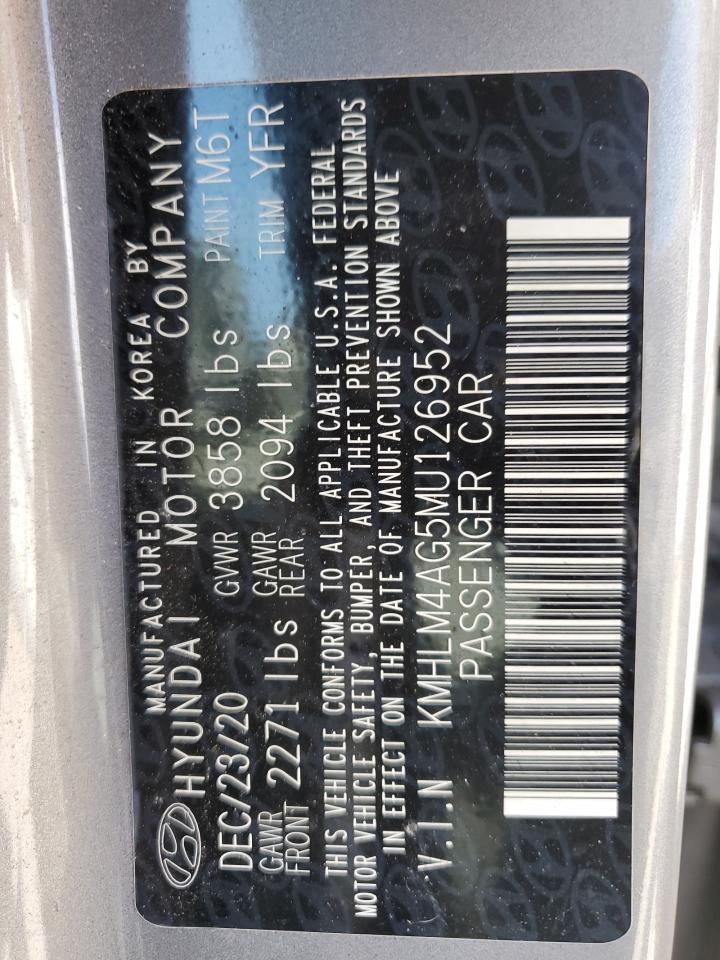 MANUFACTURED IN KOREA BY
HYUNDAI MOTOR COMPANY
DEC/23/20 GVWR 3858 lbs PAINT M6T
GAWR FRONT 2271 lbs GAWR REAR 2094 lbs TRIM YFR
THIS VEHICLE CONFORMS TO ALL APPLICABLE U.S.A. FEDERAL
MOTOR VEHICLE SAFETY, BUMPER, AND THEFT PREVENTION STANDARDS
IN EFFECT ON THE DATE OF MANUFACTURE SHOWN ABOVE
V.I.N KMHLM4AG5MU126952
PASSENGER CAR